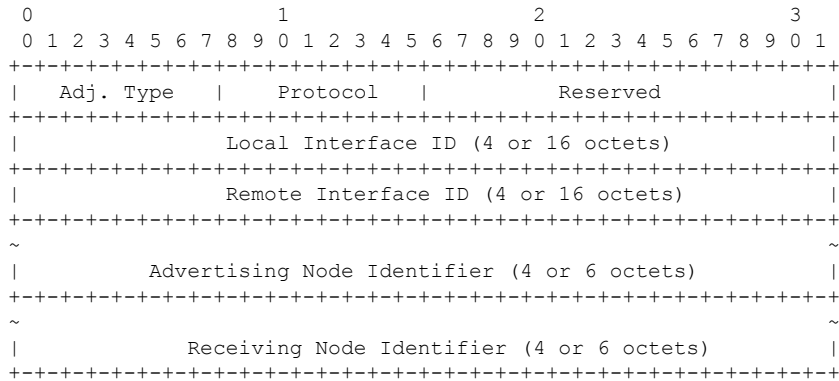 0                   1                   2                   3
0 1 2 3 4 5 6 7 8 9 0 1 2 3 4 5 6 7 8 9 0 1 2 3 4 5 6 7 8 9 0 1
+-+-+-+-+-+-+-+-+-+-+-+-+-+-+-+-+-+-+-+-+-+-+-+-+-+-+-+-+-+-+-+-+
|   Adj. Type   |   Protocol    |          Reserved             |
+-+-+-+-+-+-+-+-+-+-+-+-+-+-+-+-+-+-+-+-+-+-+-+-+-+-+-+-+-+-+-+-+
|                Local Interface ID (4 or 16 octets)            |
+-+-+-+-+-+-+-+-+-+-+-+-+-+-+-+-+-+-+-+-+-+-+-+-+-+-+-+-+-+-+-+-+
|                Remote Interface ID (4 or 16 octets)           |
+-+-+-+-+-+-+-+-+-+-+-+-+-+-+-+-+-+-+-+-+-+-+-+-+-+-+-+-+-+-+-+-+
~                                                               ~
|          Advertising Node Identifier (4 or 6 octets)          |
+-+-+-+-+-+-+-+-+-+-+-+-+-+-+-+-+-+-+-+-+-+-+-+-+-+-+-+-+-+-+-+-+
~                                                               ~
|             Receiving Node Identifier (4 or 6 octets)         |
+-+-+-+-+-+-+-+-+-+-+-+-+-+-+-+-+-+-+-+-+-+-+-+-+-+-+-+-+-+-+-+-+